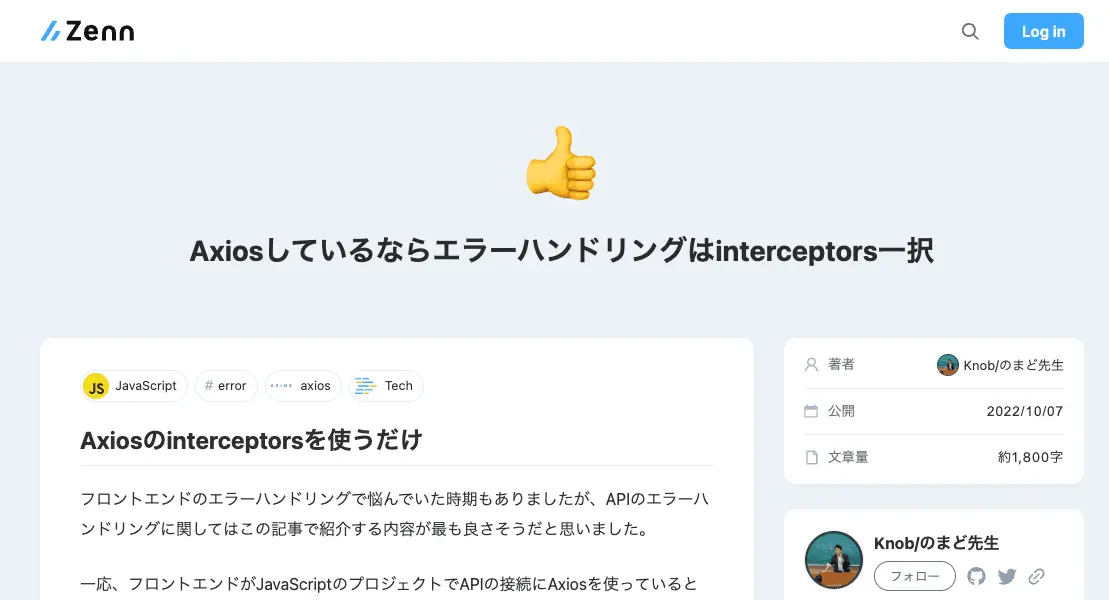 Zenn
Log in
Axiosしているならエラーハンドリングはinterceptors一択
JS JavaScript # error AXIOS axios Tech
Axiosのinterceptorsを使うだけ
フロントエンドのエラーハンドリングで悩んでいた時期もありましたが、APIのエラーハ
ンドリングに関してはこの記事で紹介する内容が最も良さそうだと思いました。
一応、フロントエンドがJavaScriptのプロジェクトでAPIの接続にAxiosを使っていると
著者 Knob/のまど先生
公開 2022/10/07
文章量 約1,800字
Knob/のまど先生
フォロー